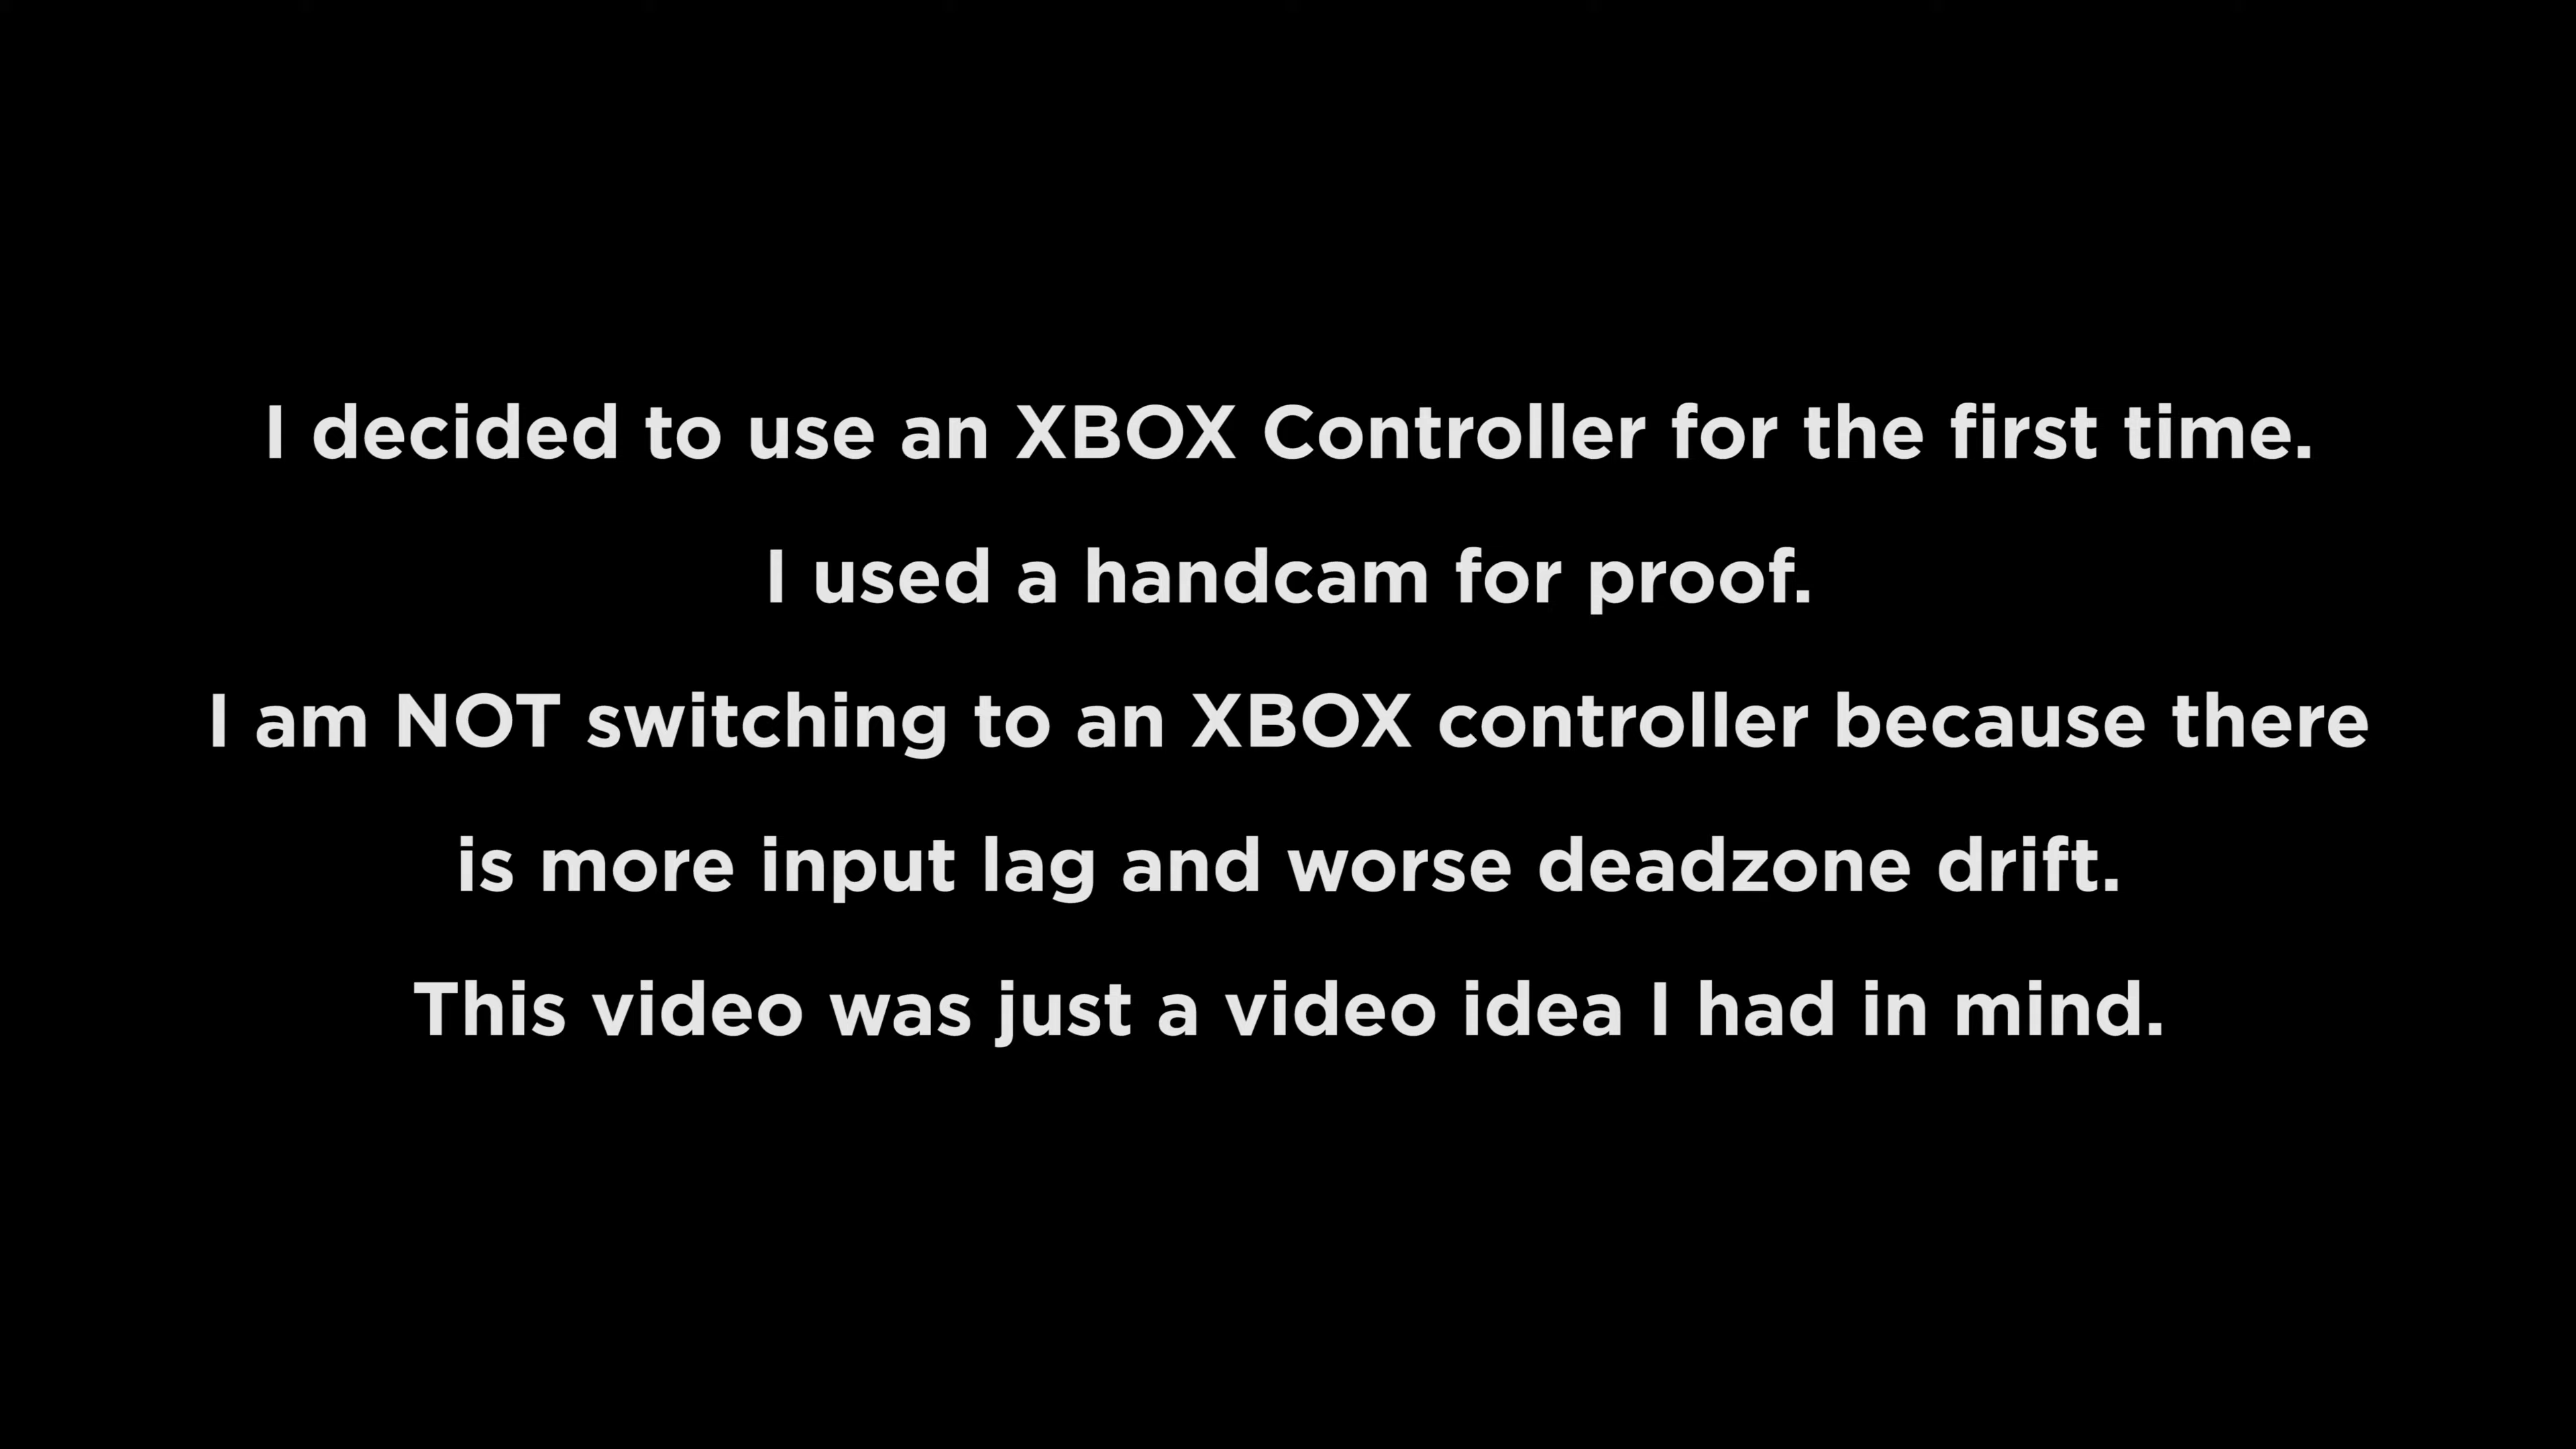 I decided to use an XBOX Controller for the first time.
I used a handcam for proof.
I am NOT switching to an XBOX controller because there
is more input lag and worse deadzone drift.
This video was just a video idea I had in mind.